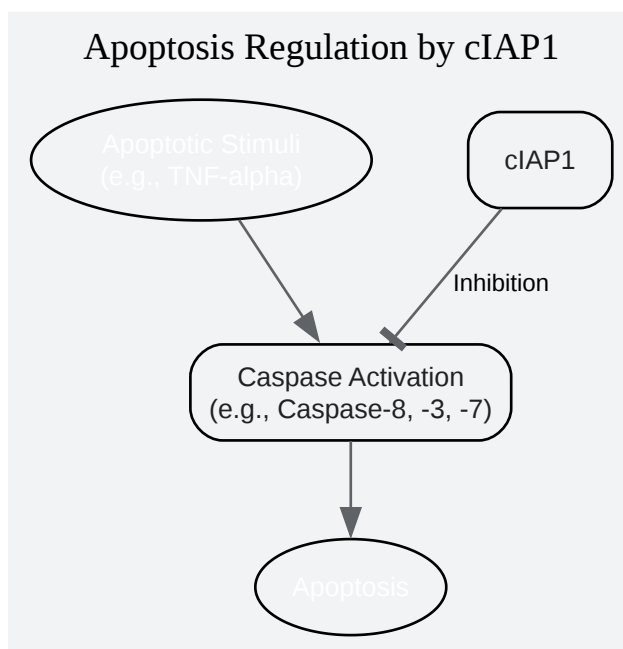 Apoptosis Regulation by cIAP1
Apoptotic Stimuli
(e.g., TNF-alpha)
cIAP1
Inhibition
Caspase Activation
(e.g., Caspase-8, -3, -7)
Apoptosis